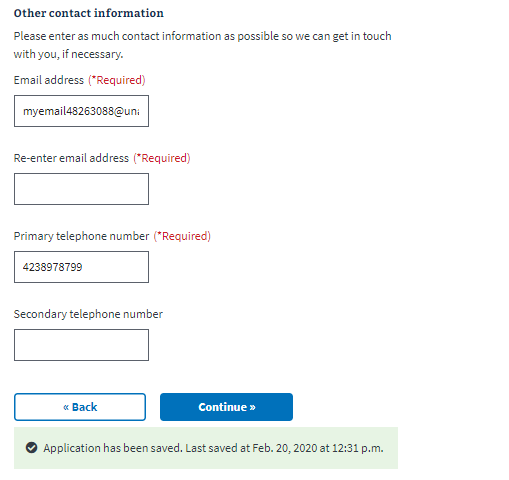 Other contact information
Please enter as much contact information as possible so we can get in touch
with you, if necessary.
Email address (*Required)
myemail48263088@un
Re-enter email address (*Required)
Primary telephone number (*Required)
4238978799
Secondary telephone number
« Back
Continue »
Application has been saved. Last saved at Feb. 20, 2020 at 12:31 p.m.